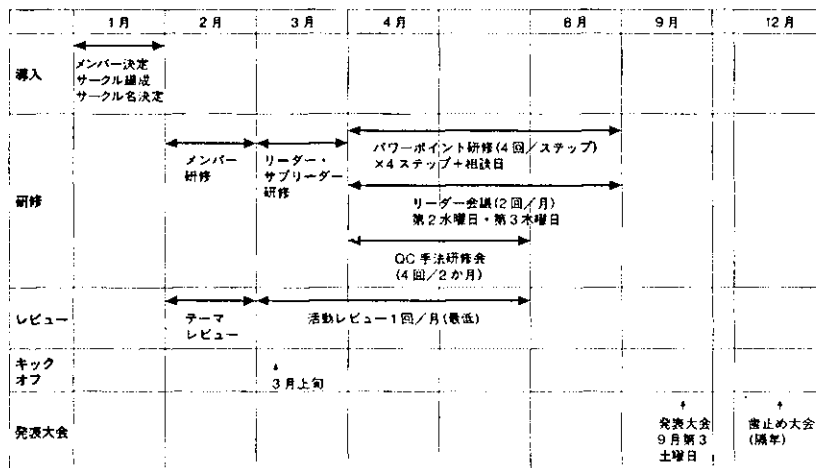 1月 2月 3月 4月 8月 9月 12月
導入
メンバー決定
サークル編成
サークル名決定
研修
メンバー
研修
リーダー・
サブリーダー
研修
パワーポイント研修(4回／ステップ)
×4ステップ+相談日
リーダー会議(2回／月)
第2水曜日・第3水曜日
QC手法研修会
(4回／2か月)
レビュー
テーマ
レビュー
活動レビュー1回／月(最低)
キック
オフ
3月上旬
発表大会
発表大会
9月第3
土曜日
歯止め大会
(隔年)